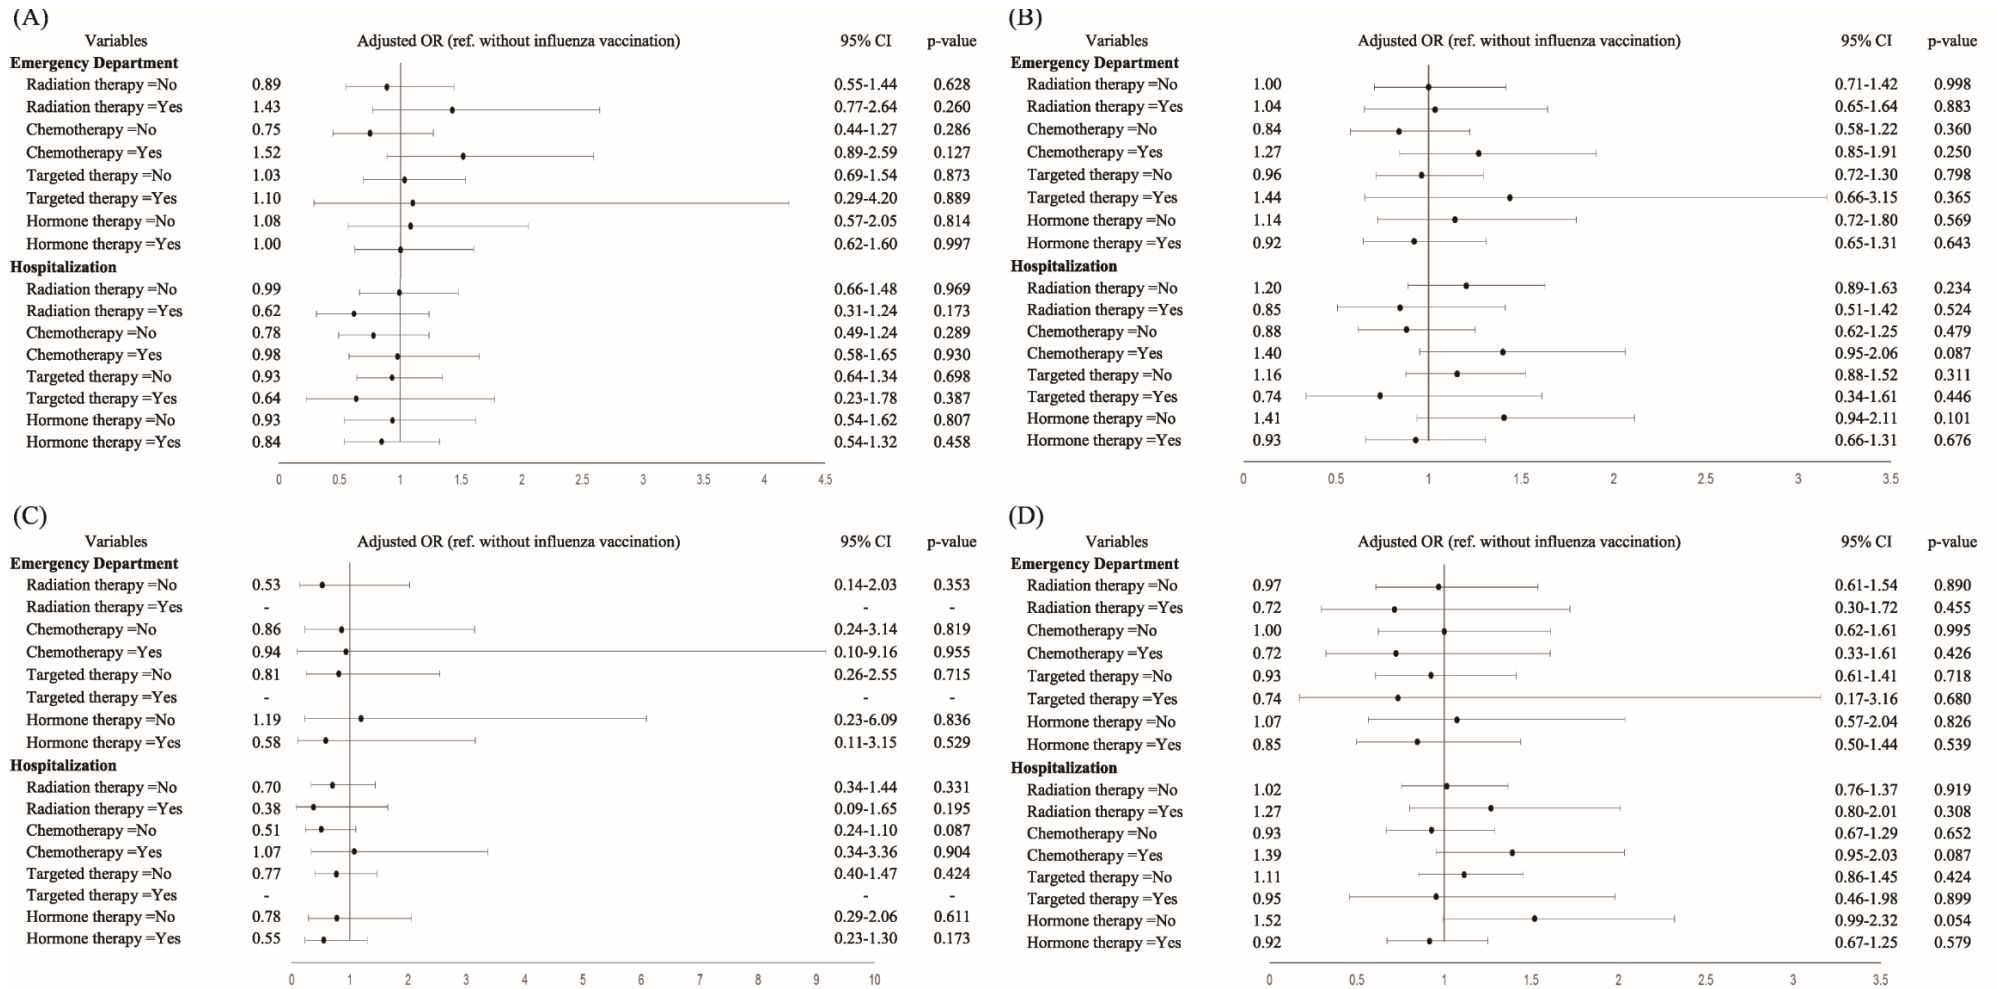 (A)
Variables Adjusted OR (ref. without influenza vaccination) 95% CI p-value
Emergency Department
Radiation therapy =No 0.89 0.55-1.44 0.628
Radiation therapy =Yes 1.43 0.77-2.64 0.260
Chemotherapy =No 0.75 0.44-1.27 0.286
Chemotherapy =Yes 1.52 0.89-2.59 0.127
Targeted therapy =No 1.03 0.69-1.54 0.873
Targeted therapy =Yes 1.10 0.29-4.20 0.889
Hormone therapy =No 1.08 0.57-2.05 0.814
Hormone therapy =Yes 1.00 0.62-1.60 0.997
Hospitalization
Radiation therapy =No 0.99 0.66-1.48 0.969
Radiation therapy =Yes 0.62 0.31-1.24 0.173
Chemotherapy =No 0.78 0.49-1.24 0.289
Chemotherapy =Yes 0.98 0.58-1.65 0.930
Targeted therapy =No 0.93 0.64-1.34 0.698
Targeted therapy =Yes 0.64 0.23-1.78 0.387
Hormone therapy =No 0.93 0.54-1.62 0.807
Hormone therapy =Yes 0.84 0.54-1.32 0.458
0 0.5 1 1.5 2 2.5 3 3.5 4 4.5
(B)
Variables Adjusted OR (ref. without influenza vaccination) 95% CI p-value
Emergency Department
Radiation therapy =No 1.00 0.71-1.42 0.998
Radiation therapy =Yes 1.04 0.65-1.64 0.883
Chemotherapy =No 0.84 0.58-1.22 0.360
Chemotherapy =Yes 1.27 0.85-1.91 0.250
Targeted therapy =No 0.96 0.72-1.30 0.798
Targeted therapy =Yes 1.44 0.66-3.15 0.365
Hormone therapy =No 1.14 0.72-1.80 0.569
Hormone therapy =Yes 0.92 0.65-1.31 0.643
Hospitalization
Radiation therapy =No 1.20 0.89-1.63 0.234
Radiation therapy =Yes 0.85 0.51-1.42 0.524
Chemotherapy =No 0.88 0.62-1.25 0.479
Chemotherapy =Yes 1.40 0.95-2.06 0.087
Targeted therapy =No 1.16 0.88-1.52 0.311
Targeted therapy =Yes 0.74 0.34-1.61 0.446
Hormone therapy =No 1.41 0.94-2.11 0.101
Hormone therapy =Yes 0.93 0.66-1.31 0.676
0 0.5 1 1.5 2 2.5 3 3.5
(C)
Variables Adjusted OR (ref. without influenza vaccination) 95% CI p-value
Emergency Department
Radiation therapy =No 0.53 0.14-2.03 0.353
Radiation therapy =Yes - - -
Chemotherapy =No 0.86 0.24-3.14 0.819
Chemotherapy =Yes 0.94 0.10-9.16 0.955
Targeted therapy =No 0.81 0.26-2.55 0.715
Targeted therapy =Yes - - -
Hormone therapy =No 1.19 0.23-6.09 0.836
Hormone therapy =Yes 0.58 0.11-3.15 0.529
Hospitalization
Radiation therapy =No 0.70 0.34-1.44 0.331
Radiation therapy =Yes 0.38 0.09-1.65 0.195
Chemotherapy =No 0.51 0.24-1.10 0.087
Chemotherapy =Yes 1.07 0.34-3.36 0.904
Targeted therapy =No 0.77 0.40-1.47 0.424
Targeted therapy =Yes - - -
Hormone therapy =No 0.78 0.29-2.06 0.611
Hormone therapy =Yes 0.55 0.23-1.30 0.173
0 1 2 3 4 5 6 7 8 9 10
(D)
Variables Adjusted OR (ref. without influenza vaccination) 95% CI p-value
Emergency Department
Radiation therapy =No 0.97 0.61-1.54 0.890
Radiation therapy =Yes 0.72 0.30-1.72 0.455
Chemotherapy =No 1.00 0.62-1.61 0.995
Chemotherapy =Yes 0.72 0.33-1.61 0.426
Targeted therapy =No 0.93 0.61-1.41 0.718
Targeted therapy =Yes 0.74 0.17-3.16 0.680
Hormone therapy =No 1.07 0.57-2.04 0.826
Hormone therapy =Yes 0.85 0.50-1.44 0.539
Hospitalization
Radiation therapy =No 1.02 0.76-1.37 0.919
Radiation therapy =Yes 1.27 0.80-2.01 0.308
Chemotherapy =No 0.93 0.67-1.29 0.652
Chemotherapy =Yes 1.39 0.95-2.03 0.087
Targeted therapy =No 1.11 0.86-1.45 0.424
Targeted therapy =Yes 0.95 0.46-1.98 0.899
Hormone therapy =No 1.52 0.99-2.32 0.054
Hormone therapy =Yes 0.92 0.67-1.25 0.579
0 0.5 1 1.5 2 2.5 3 3.5